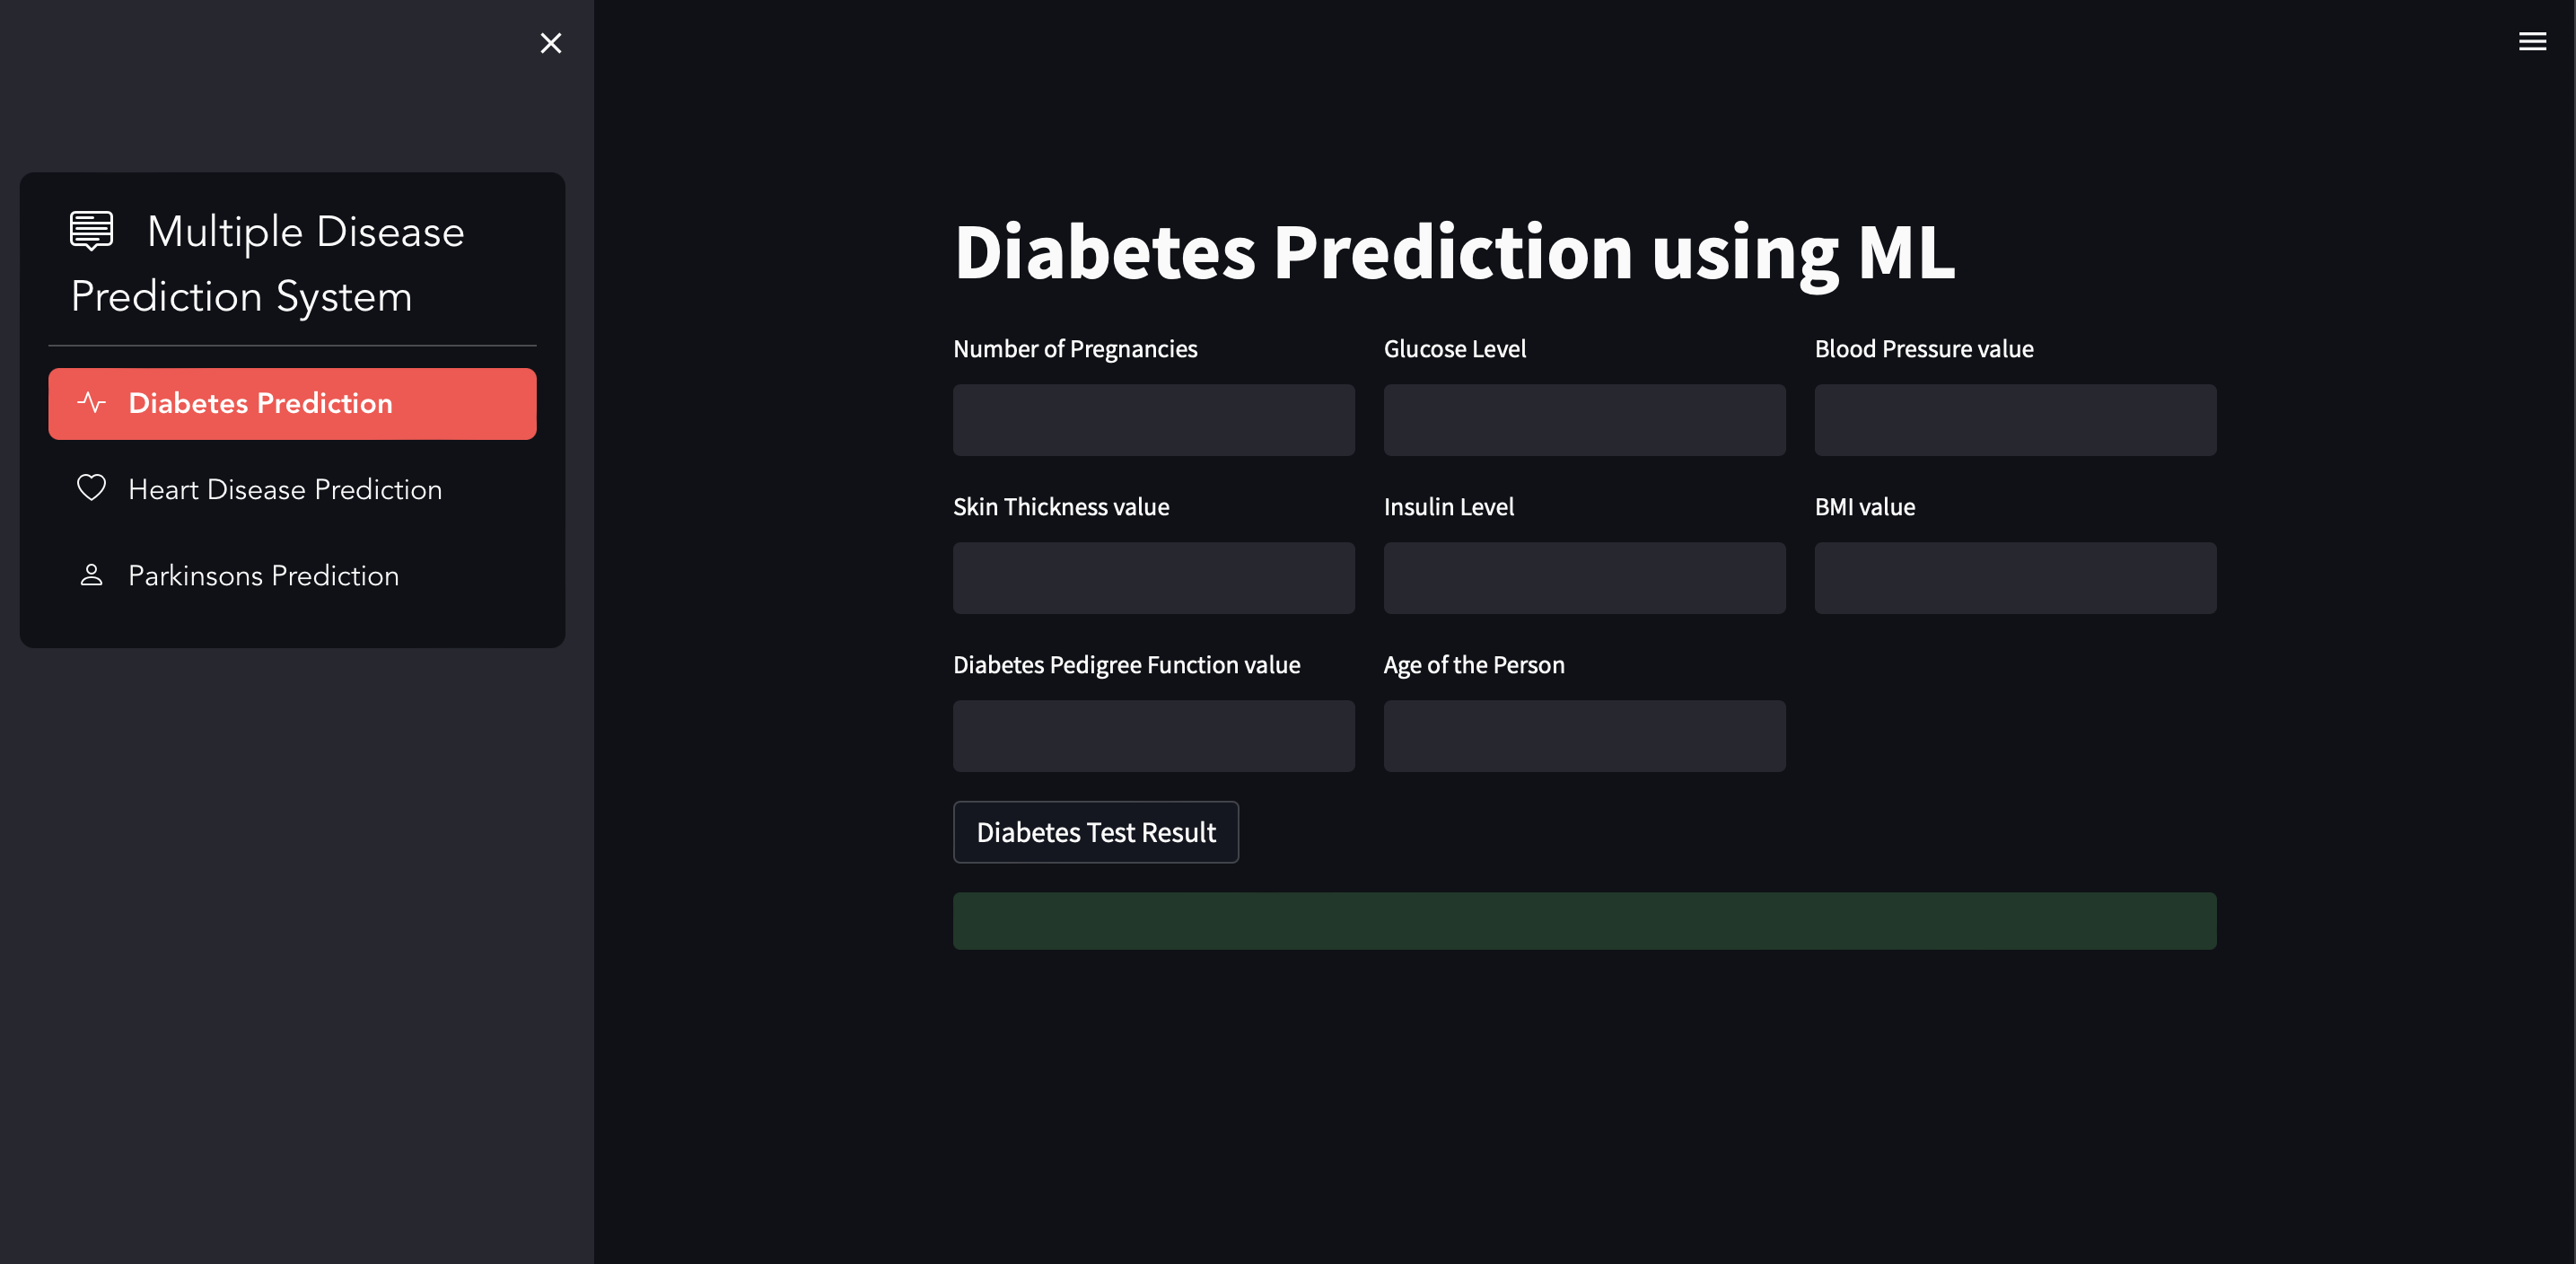 Multiple Disease
Prediction System
Diabetes Prediction
Heart Disease Prediction
Parkinsons Prediction
Diabetes Prediction using ML
Number of Pregnancies
Glucose Level
Blood Pressure value
Skin Thickness value
Insulin Level
BMI value
Diabetes Pedigree Function value
Age of the Person
Diabetes Test Result